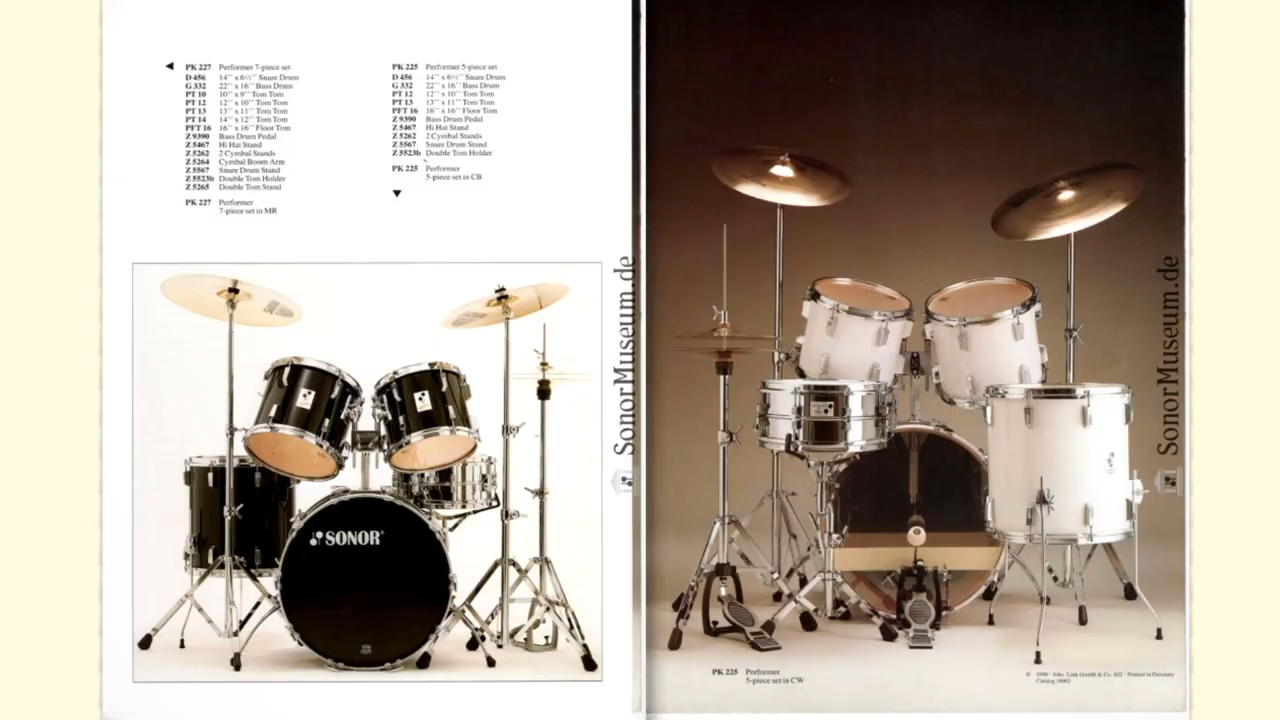 PK 227 Performer 7-piece set
D 456 14" x 6½" Snare Drum
G 332 22" x 16" Bass Drum
PT 10 10" x 9" Tom Tom
PT 12 12" x 10" Tom Tom
PT 13 13" x 11" Tom Tom
PT 14 14" x 12" Tom Tom
PFT 16 16" x 16" Floor Tom
Z 9390 Bass Drum Pedal
Z 5467 Hi Hat Stand
Z 5262 2 Cymbal Stands
Z 5264 Cymbal Boom Arm
Z 5567 Snare Drum Stand
Z 5523b Double Tom Holder
Z 5265 Double Tom Stand
PK 227 Performer
7-piece set in MR
PK 225 Performer 5-piece set
D 456 14" x 6½" Snare Drum
G 332 22" x 16" Bass Drum
PT 12 12" x 10" Tom Tom
PT 13 13" x 11" Tom Tom
PFT 16 16" x 16" Floor Tom
Z 9390 Bass Drum Pedal
Z 5467 Hi Hat Stand
Z 5262 2 Cymbal Stands
Z 5567 Snare Drum Stand
Z 5523b Double Tom Holder
PK 225 Performer
5-piece set in CB
SONOR®
SonorMuseum.de
SonorMuseum.de
PK 225 Performer
5-piece set in CW
© 1990 · Johs. Link GmbH & Co. KG · Printed in Germany